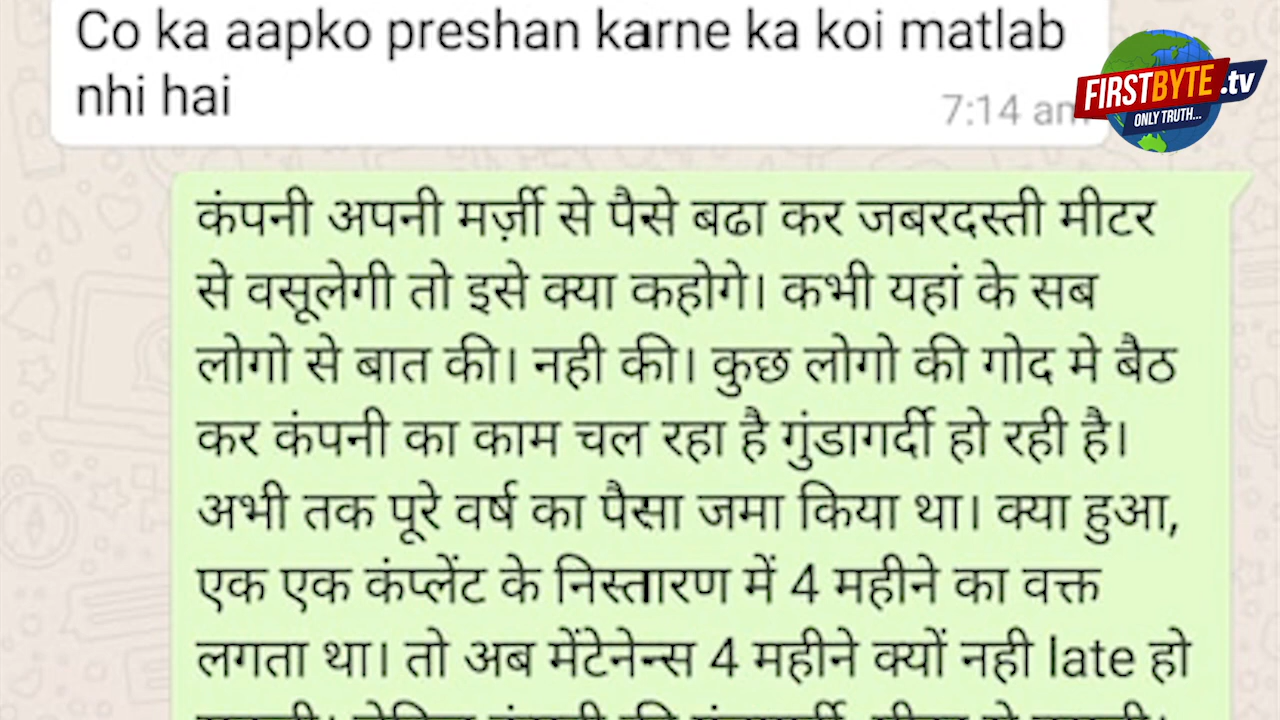 Co ka aapko preshan karne ka koi matlab
nhi hai
7:14 am
FIRSTBYTE.tv
ONLY TRUTH...
कंपनी अपनी मर्ज़ी से पैसे बढा कर जबरदस्ती मीटर
से वसूलेगी तो इसे क्या कहोगे। कभी यहां के सब
लोगो से बात की। नही की। कुछ लोगो की गोद मे बैठ
कर कंपनी का काम चल रहा है गुंडागर्दी हो रही है।
अभी तक पूरे वर्ष का पैसा जमा किया था। क्या हुआ,
एक एक कंप्लेंट के निस्तारण में 4 महीने का वक्त
लगता था। तो अब मेंटेनेन्स 4 महीने क्यों नही late हो